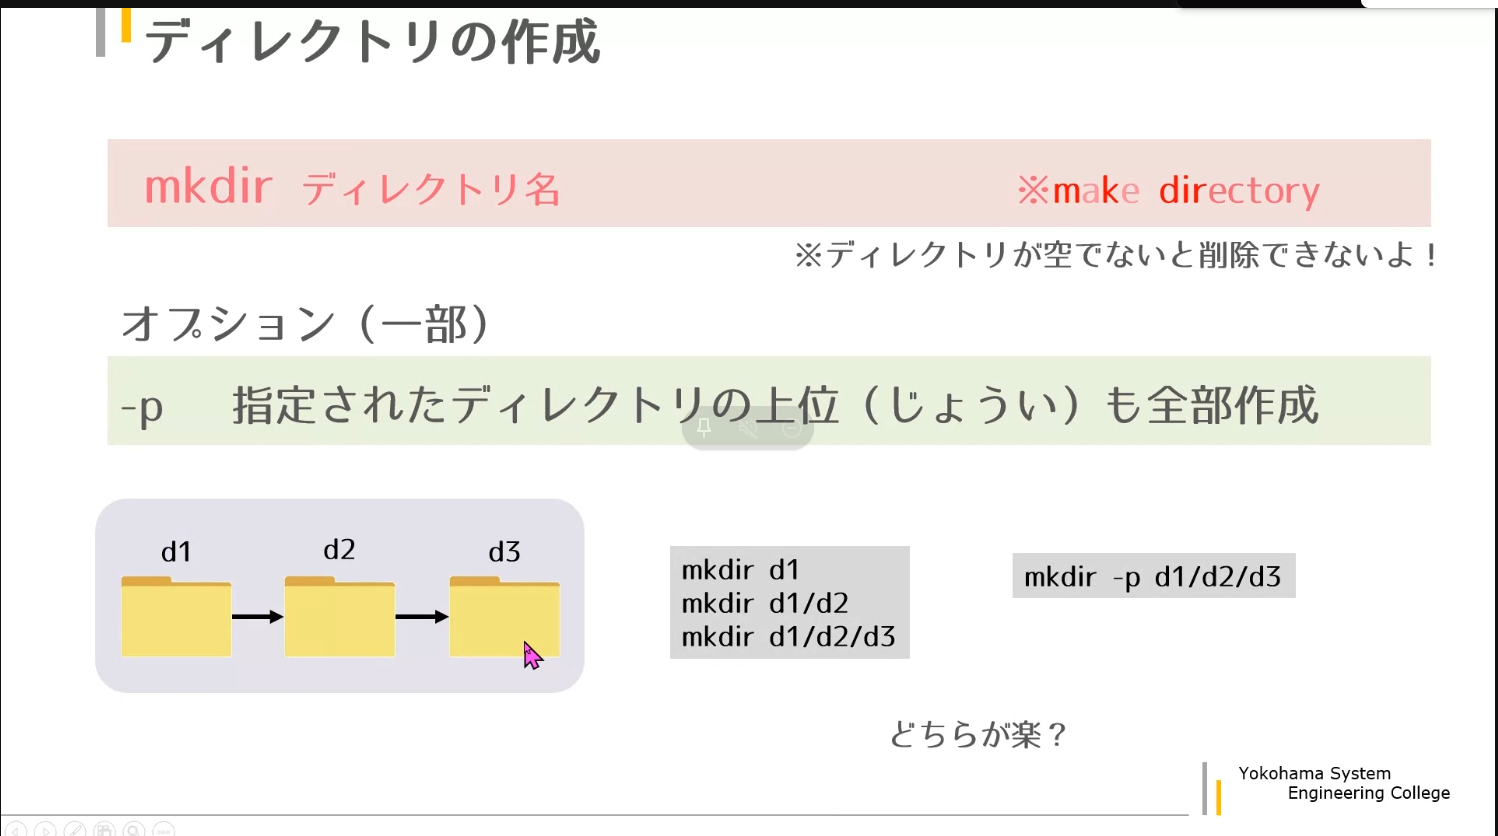 ディレクトリの作成
mkdir ディレクトリ名 ※make directory
※ディレクトリが空でないと削除できないよ！
オプション（一部）
-p 指定されたディレクトリの上位（じょうい）も全部作成
d1 d2 d3
mkdir d1
mkdir d1/d2
mkdir d1/d2/d3
mkdir -p d1/d2/d3
どちらが楽？
Yokohama System
Engineering College